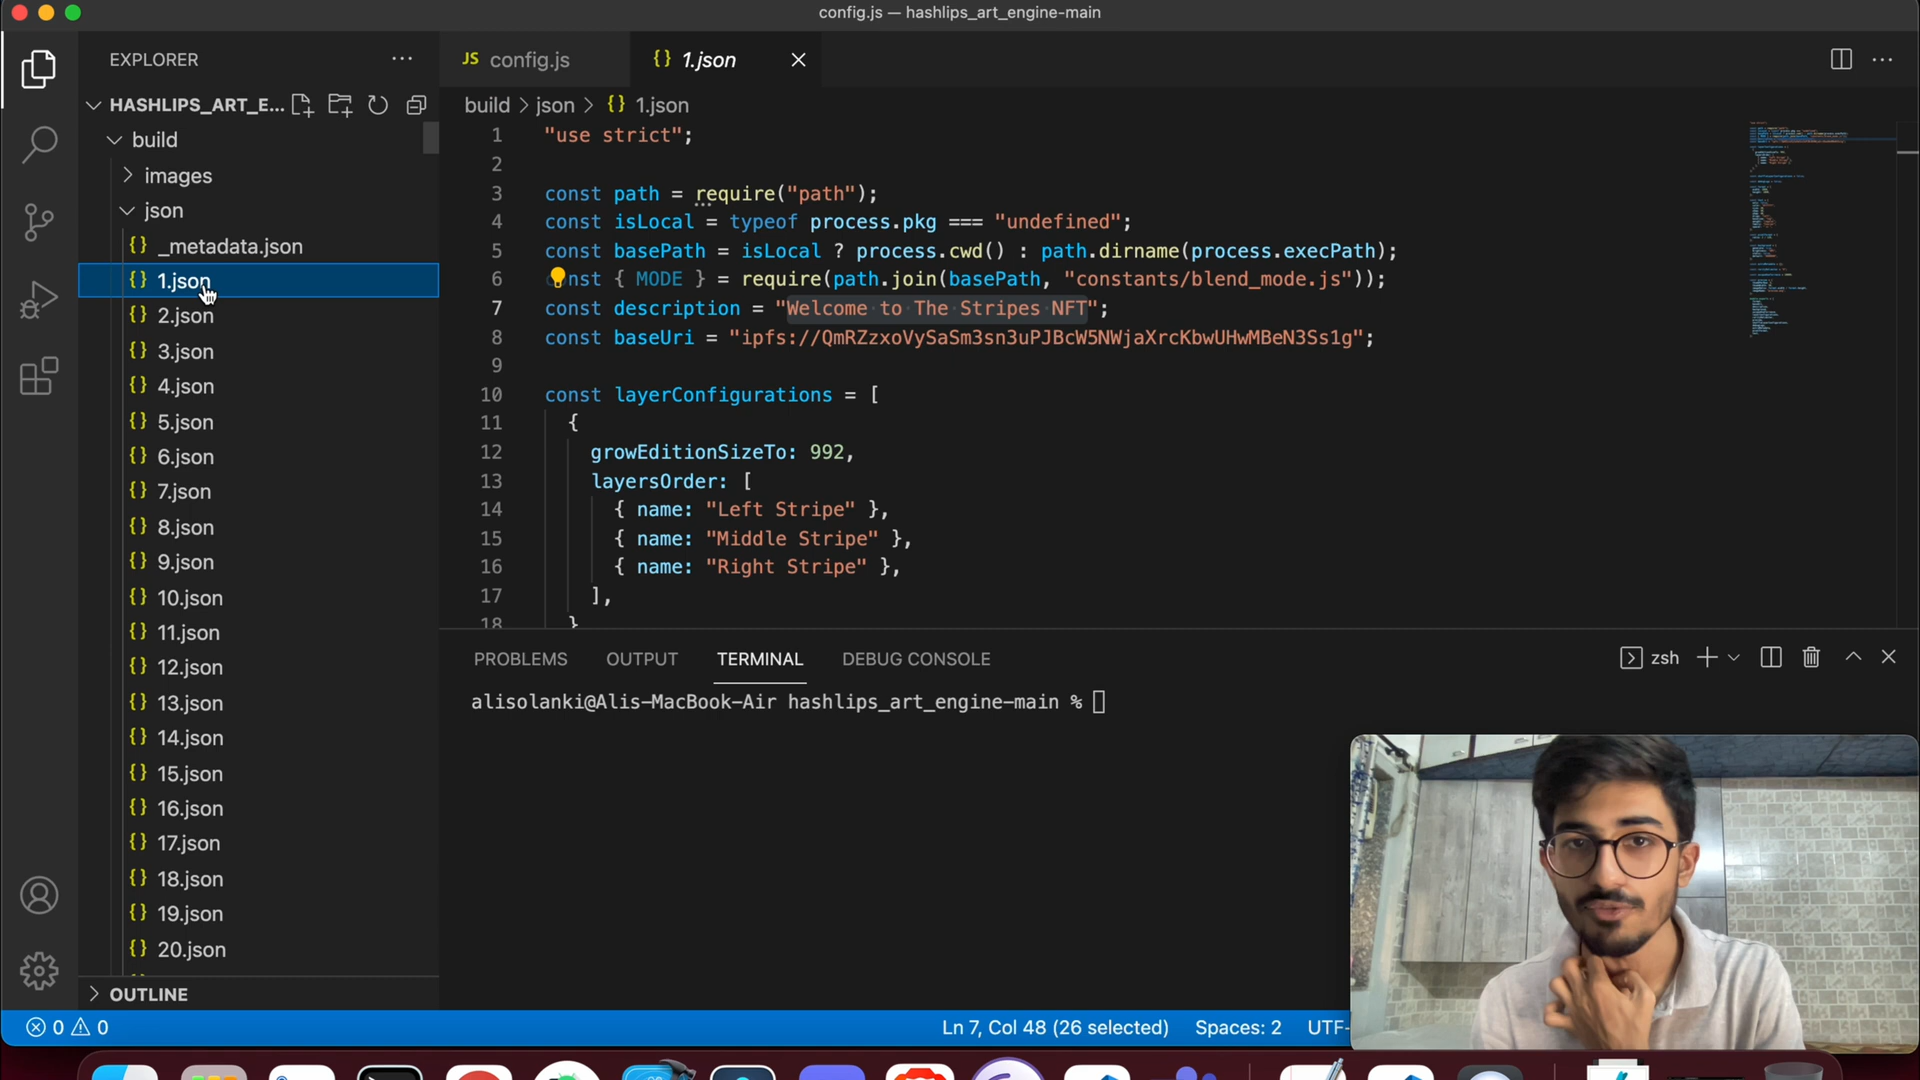 config.js — hashlips_art_engine-main
EXPLORER
JS config.js
{} 1.json
HASHLIPS_ART_E...
build > json > {} 1.json
build
images
json
{} _metadata.json
{} 1.json
{} 2.json
{} 3.json
{} 4.json
{} 5.json
{} 6.json
{} 7.json
{} 8.json
{} 9.json
{} 10.json
{} 11.json
{} 12.json
{} 13.json
{} 14.json
{} 15.json
{} 16.json
{} 17.json
{} 18.json
{} 19.json
{} 20.json
OUTLINE
1 "use strict";
2
3 const path = require("path");
4 const isLocal = typeof process.pkg === "undefined";
5 const basePath = isLocal ? process.cwd() : path.dirname(process.execPath);
6 nst { MODE } = require(path.join(basePath, "constants/blend_mode.js"));
7 const description = "Welcome to The Stripes NFT";
8 const baseUri = "ipfs://QmRZzxoVySaSm3sn3uPJBcW5NWjaXrcKbwUHwMBeN3Ss1g";
9
10 const layerConfigurations = [
11 {
12 growEditionSizeTo: 992,
13 layersOrder: [
14 { name: "Left Stripe" },
15 { name: "Middle Stripe" },
16 { name: "Right Stripe" },
17 ],
18 }
PROBLEMS OUTPUT TERMINAL DEBUG CONSOLE
zsh
alisolanki@Alis-MacBook-Air hashlips_art_engine-main %
0 0
Ln 7, Col 48 (26 selected) Spaces: 2 UTF-